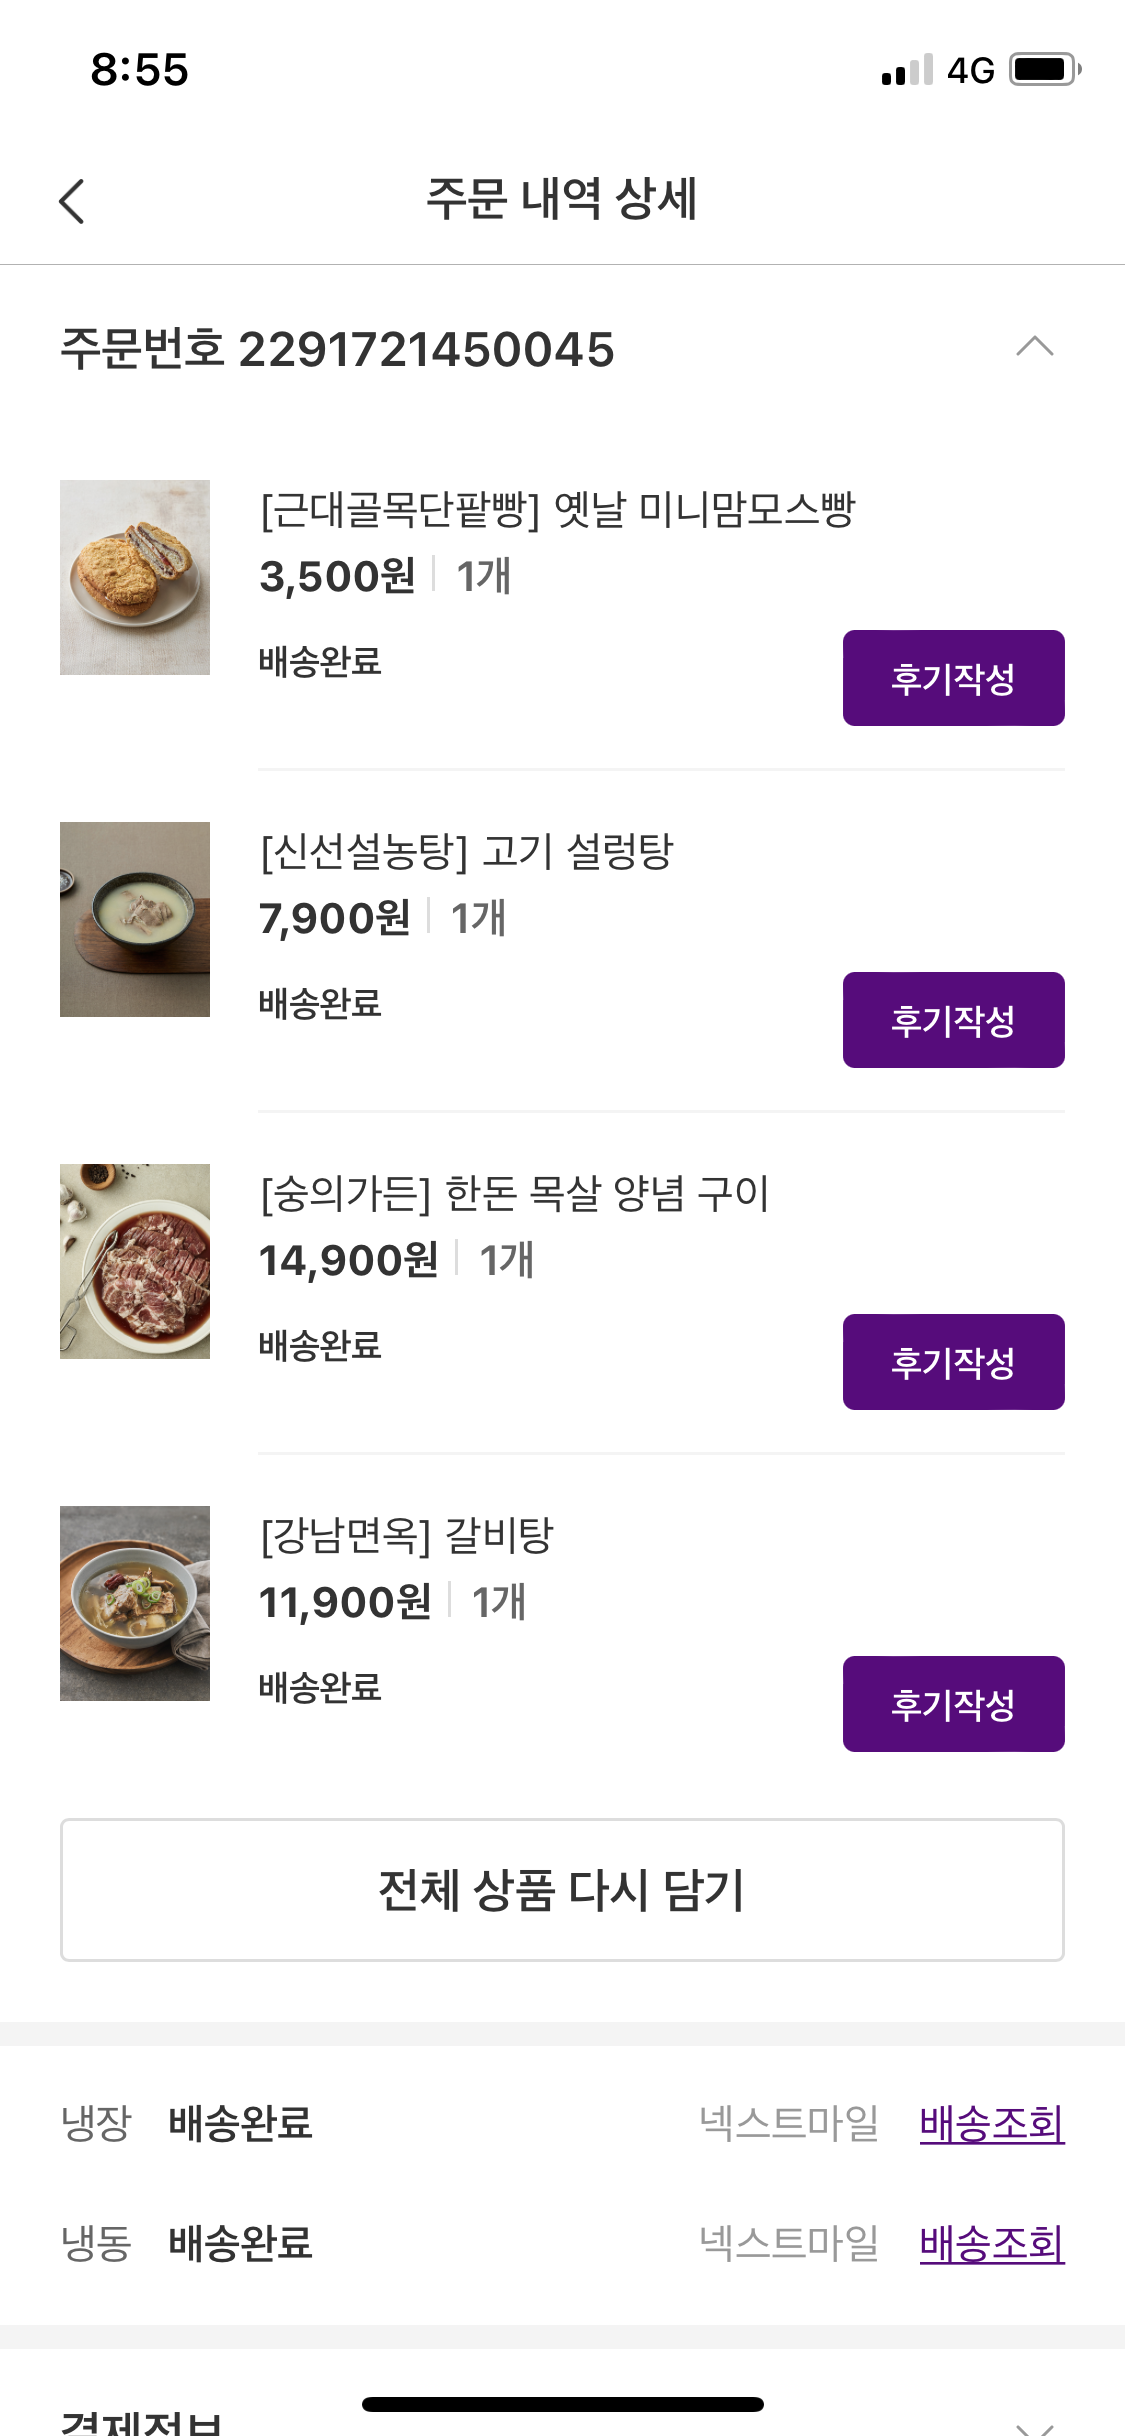 8:55
4G
주문 내역 상세
주문번호 2291721450045
[근대골목단팥빵] 옛날 미니맘모스빵
3,500원 1개
배송완료
후기작성
[신선설농탕] 고기 설렁탕
7,900원 1개
배송완료
후기작성
[숭의가든] 한돈 목살 양념 구이
14,900원 1개
배송완료
후기작성
[강남면옥] 갈비탕
11,900원 1개
배송완료
후기작성
전체 상품 다시 담기
냉장 배송완료 넥스트마일 배송조회
냉동 배송완료 넥스트마일 배송조회
결제정보